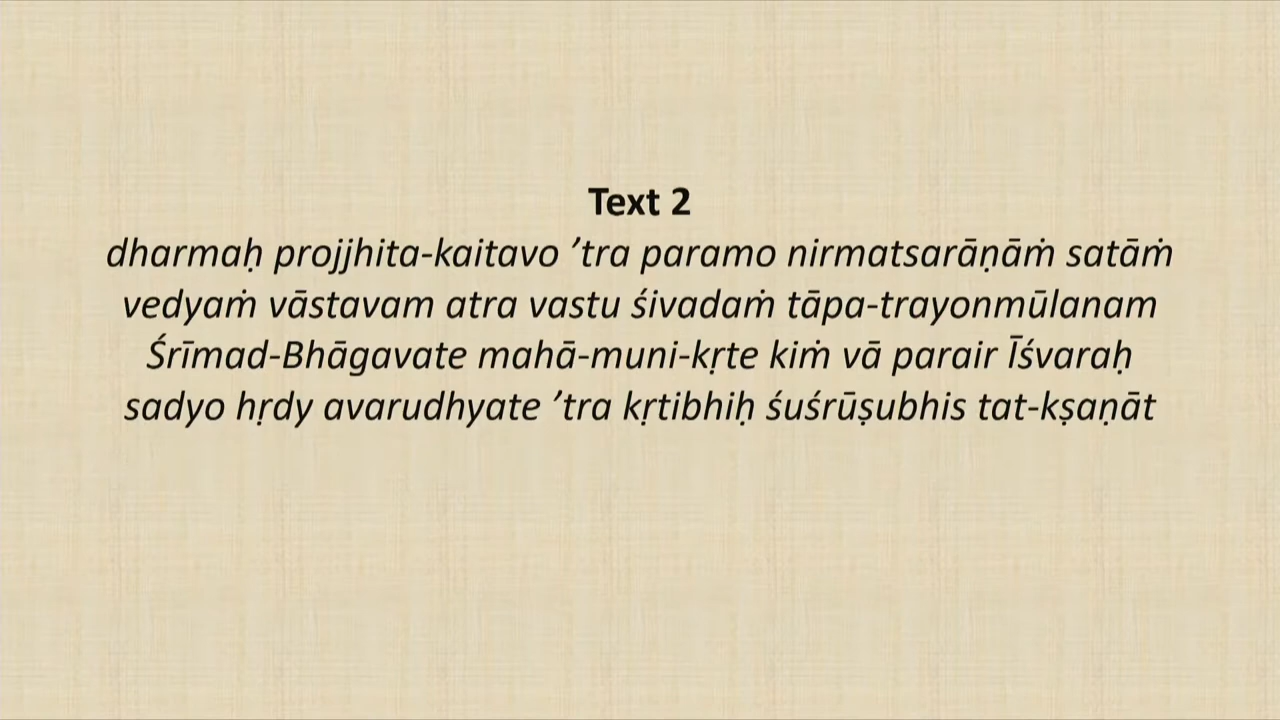 Text 2
dharmaḥ projjhita-kaitavo ’tra paramo nirmatsarāṇāṁ satāṁ
vedyaṁ vāstavam atra vastu śivadaṁ tāpa-trayonmūlanam
Śrīmad-Bhāgavate mahā-muni-kṛte kiṁ vā parair Īśvaraḥ
sadyo hṛdy avarudhyate ’tra kṛtibhiḥ śuśrūṣubhis tat-kṣaṇāt